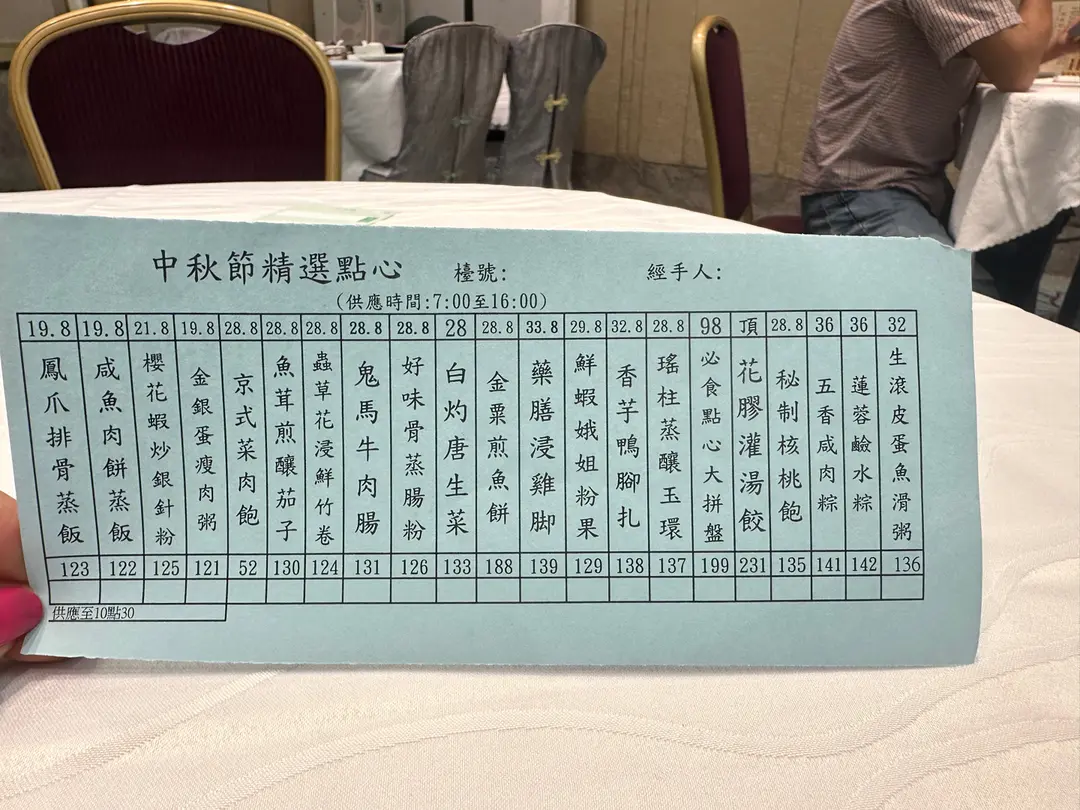 中秋節精選點心 檯號: 經手人:
(供應時間:7:00至16:00)
19.8 19.8 21.8 19.8 28.8 28.8 28.8 28.8 28.8 28 28.8 33.8 29.8 32.8 28.8 98 頂 28.8 36 36 32
鳳爪排骨蒸飯
咸魚肉餅蒸飯
櫻花蝦炒銀針粉
金銀蛋瘦肉粥
京式菜肉飽
魚茸煎釀茄子
蟲草花浸鮮竹卷
鬼馬牛肉腸
好味骨蒸腸粉
白灼唐生菜
金粟煎魚餅
藥膳浸雞脚
鮮蝦娥姐粉果
香芋鴨腳扎
瑤柱蒸釀玉環
必食點心大拼盤
花膠灌湯餃
秘制核桃飽
五香咸肉粽
蓮蓉鹼水粽
生滾皮蛋魚滑粥
123 122 125 121 52 130 124 131 126 133 188 139 129 138 137 199 231 135 141 142 136
供應至10點30